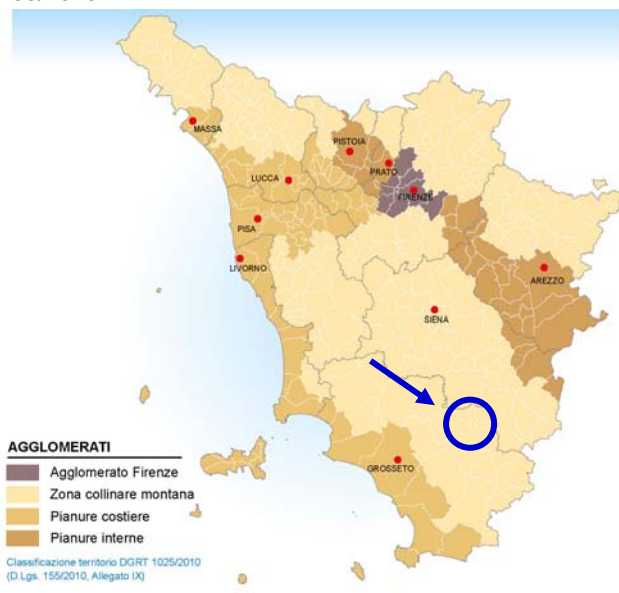 MASSA
PISTOIA
PRATO
LUCCA
FIRENZE
PISA
LIVORNO
AREZZO
SIENA
GROSSETO
AGGLOMERATI
Agglomerato Firenze
Zona collinare montana
Pianure costiere
Pianure interne
Classificazione territorio DGRT 1025/2010
(D.Lgs. 155/2010, Allegato IX)